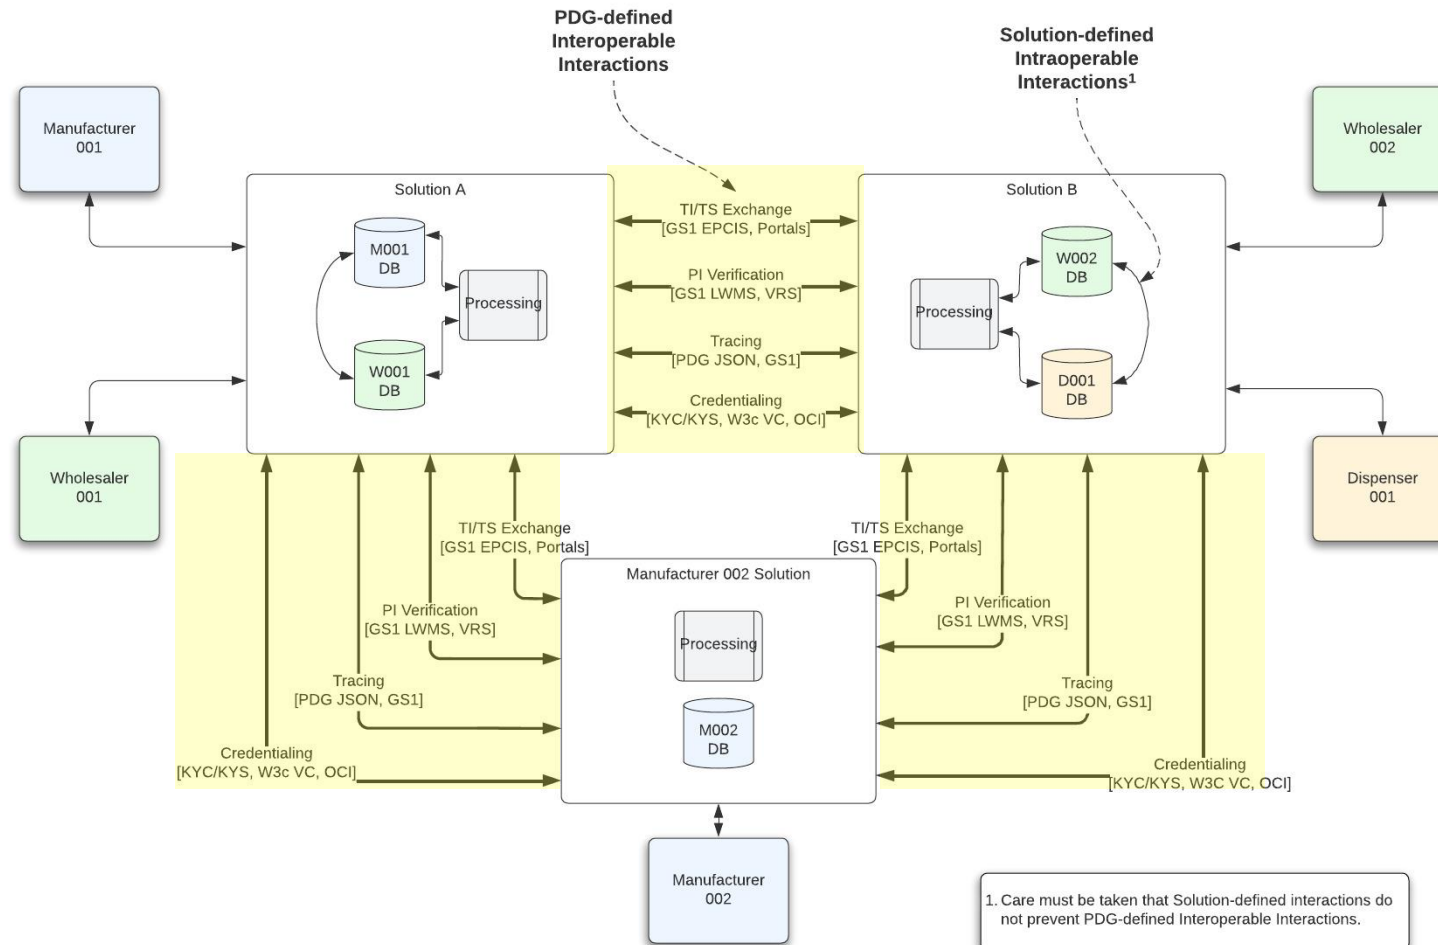 PDG-defined
Interoperable
Interactions
Solution-defined
Intraoperable
Interactions¹
Manufacturer
001
Wholesaler
002
Solution A
Solution B
M001
DB
Processing
W001
DB
TI/TS Exchange
[GS1 EPCIS, Portals]
PI Verification
[GS1 LWMS, VRS]
Tracing
[PDG JSON, GS1]
Credentialing
[KYC/KYS, W3c VC, OCI]
W002
DB
Processing
D001
DB
Wholesaler
001
Dispenser
001
TI/TS Exchange
[GS1 EPCIS, Portals]
PI Verification
[GS1 LWMS, VRS]
Tracing
[PDG JSON, GS1]
Credentialing
[KYC/KYS, W3c VC, OCI]
Manufacturer 002 Solution
Processing
M002
DB
TI/TS Exchange
[GS1 EPCIS, Portals]
PI Verification
[GS1 LWMS, VRS]
Tracing
[PDG JSON, GS1]
Credentialing
[KYC/KYS, W3C VC, OCI]
Manufacturer
002
1. Care must be taken that Solution-defined interactions do
not prevent PDG-defined Interoperable Interactions.